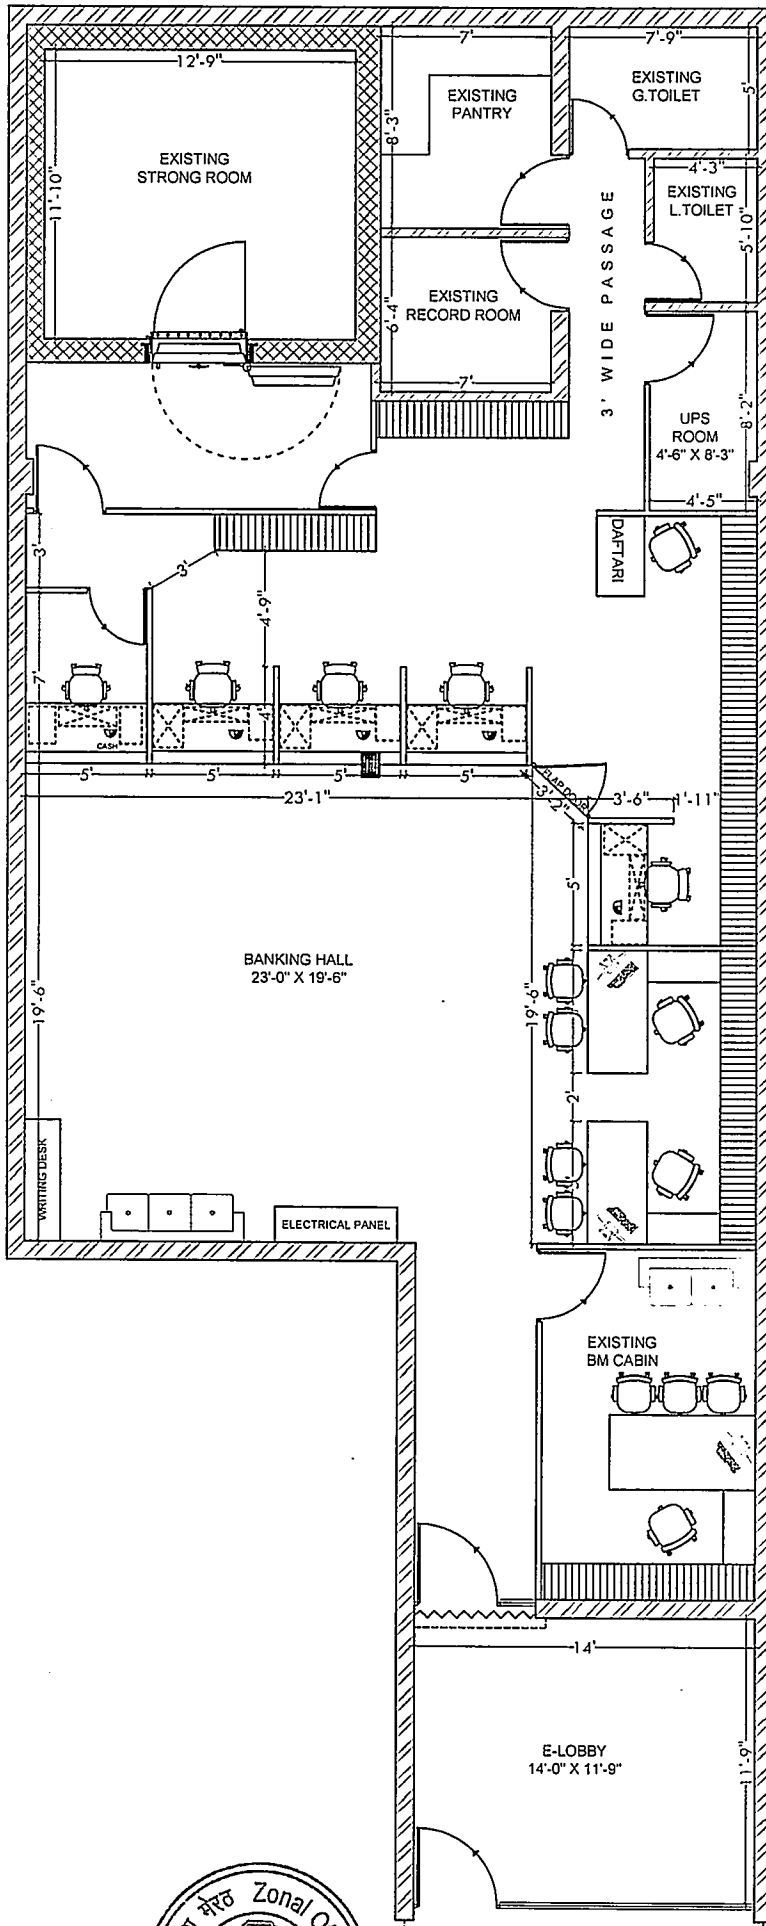 7'
7'-9"
12'-9"
EXISTING
G.TOILET
5'
EXISTING
PANTRY
8'-3"
EXISTING
STRONG ROOM
11'-10"
4'-3"
EXISTING
L.TOILET
5'-10"
3' WIDE PASSAGE
EXISTING
RECORD ROOM
6'-4"
7'
UPS
ROOM
4'-6" X 8'-3"
8'-2"
4'-5"
DAFTARI
3'
3'
4'-9"
7'
4'
CASH
5'
5'
5'
5'
23'-1"
FLAP DOOR
3'-2"
3'-6"
1'-11"
5'
BANKING HALL
23'-0" X 19'-6"
19'-6"
19'-6"
2'
WRITING DESK
ELECTRICAL PANEL
EXISTING
BM CABIN
14'
E-LOBBY
14'-0" X 11'-9"
11'-9"
मेरठ Zonal